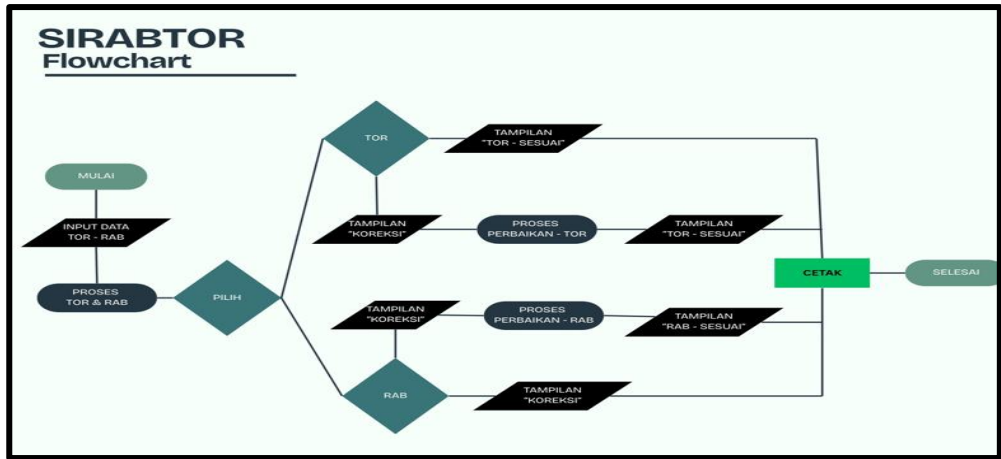 SIRABTOR
Flowchart
TOR
TAMPILAN
"TOR - SESUAI"
MULAI
INPUT DATA
TOR - RAB
TAMPILAN
"KOREKSI"
PROSES
PERBAIKAN - TOR
TAMPILAN
"TOR - SESUAI"
PROSES
TOR & RAB
PILIH
CETAK
SELESAI
TAMPILAN
"KOREKSI"
PROSES
PERBAIKAN - RAB
TAMPILAN
"RAB - SESUAI"
RAB
TAMPILAN
"KOREKSI"